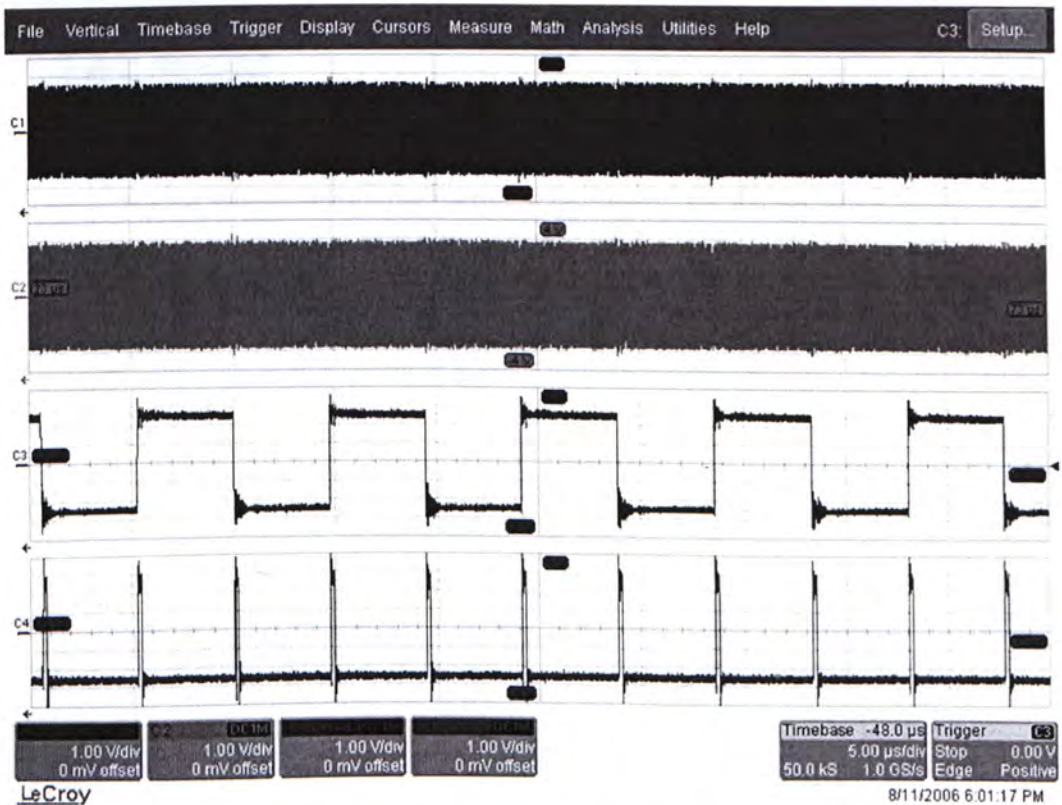 File Vertical Timebase Trigger Display Cursors Measure Math Analysis Utilities Help C3: Setup...
C1
C2
C3
C4
C2 DC1M
1.00 V/div
0 mV offset
1.00 V/div
0 mV offset
1.00 V/div
0 mV offset
1.00 V/div
0 mV offset
Timebase -48.0 µs
5.00 µs/div
50.0 kS 1.0 GS/s
Trigger C3
Stop 0.00 V
Edge Positive
LeCroy
8/11/2006 6:01:17 PM